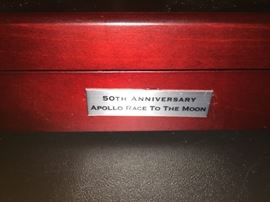 50TH ANNIVERSARY
APOLLO RACE TO THE MOON